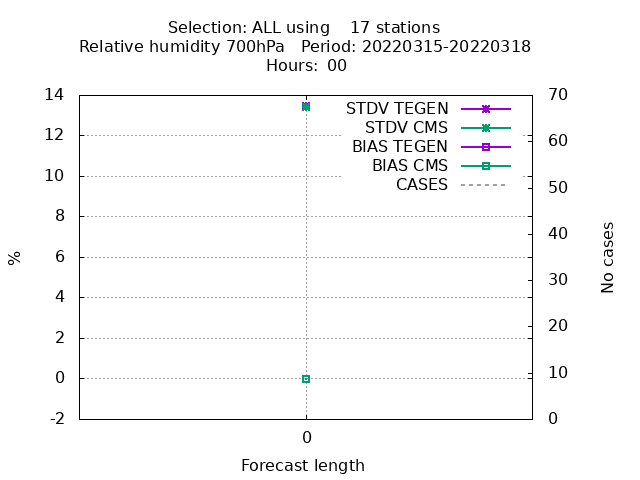 Selection: ALL using    17 stations
Relative humidity 700hPa   Period: 20220315-20220318
Hours:  00
14
12
10
8
6
4
2
0
-2
%
STDV TEGEN
STDV CMS
BIAS TEGEN
BIAS CMS
CASES
70
60
50
40
30
20
10
0
No cases
0
Forecast length